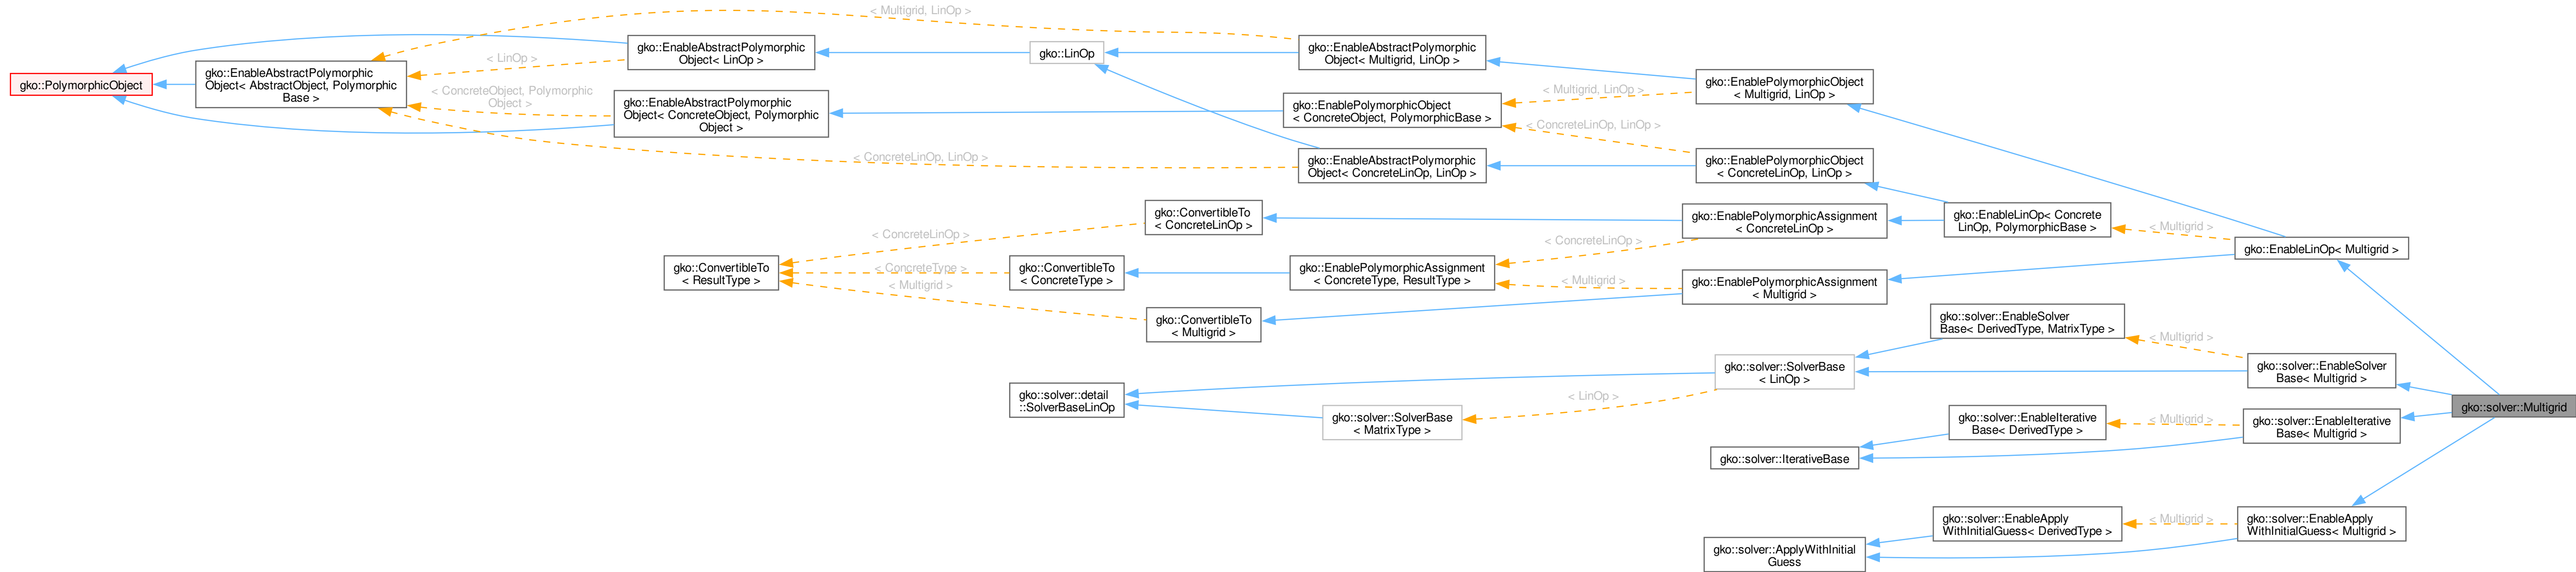 < Multigrid, LinOp >
gko::PolymorphicObject
gko::EnableAbstractPolymorphic
Object< AbstractObject, Polymorphic
Base >
< LinOp >
< ConcreteObject, Polymorphic
Object >
gko::EnableAbstractPolymorphic
Object< LinOp >
gko::EnableAbstractPolymorphic
Object< ConcreteObject, Polymorphic
Object >
< ConcreteLinOp, LinOp >
gko::LinOp
gko::EnableAbstractPolymorphic
Object< Multigrid, LinOp >
gko::EnablePolymorphicObject
< ConcreteObject, PolymorphicBase >
gko::EnableAbstractPolymorphic
Object< ConcreteLinOp, LinOp >
< Multigrid, LinOp >
< ConcreteLinOp, LinOp >
gko::EnablePolymorphicObject
< Multigrid, LinOp >
gko::EnablePolymorphicObject
< ConcreteLinOp, LinOp >
gko::ConvertibleTo
< ResultType >
< ConcreteLinOp >
< ConcreteType >
< Multigrid >
gko::ConvertibleTo
< ConcreteLinOp >
gko::ConvertibleTo
< ConcreteType >
gko::ConvertibleTo
< Multigrid >
gko::EnablePolymorphicAssignment
< ConcreteType, ResultType >
< ConcreteLinOp >
< Multigrid >
gko::EnablePolymorphicAssignment
< ConcreteLinOp >
gko::EnablePolymorphicAssignment
< Multigrid >
gko::EnableLinOp< Concrete
LinOp, PolymorphicBase >
< Multigrid >
gko::EnableLinOp< Multigrid >
gko::solver::EnableSolver
Base< DerivedType, MatrixType >
< Multigrid >
gko::solver::SolverBase
< LinOp >
gko::solver::EnableSolver
Base< Multigrid >
gko::solver::detail
::SolverBaseLinOp
gko::solver::SolverBase
< MatrixType >
< LinOp >
gko::solver::Multigrid
gko::solver::EnableIterative
Base< DerivedType >
< Multigrid >
gko::solver::EnableIterative
Base< Multigrid >
gko::solver::IterativeBase
gko::solver::EnableApply
WithInitialGuess< DerivedType >
< Multigrid >
gko::solver::EnableApply
WithInitialGuess< Multigrid >
gko::solver::ApplyWithInitial
Guess